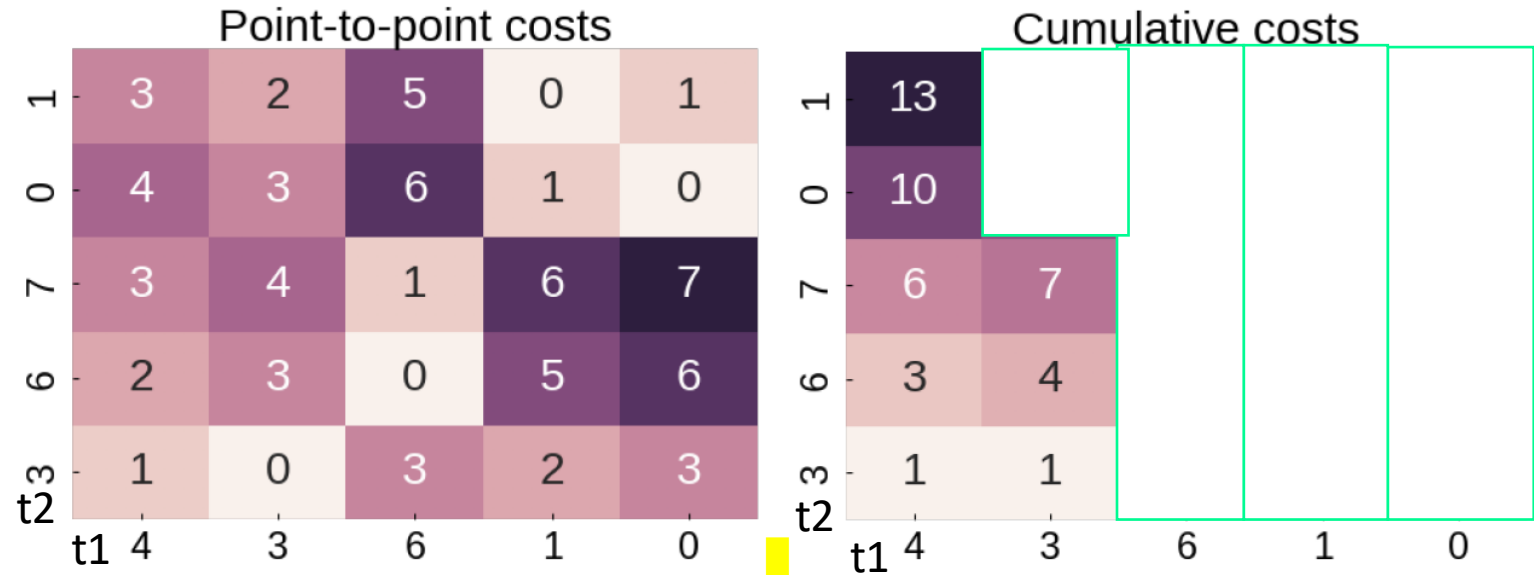 Point-to-point costs
1 3 2 5 0 1
0 4 3 6 1 0
7 3 4 1 6 7
6 2 3 0 5 6
3 1 0 3 2 3
t2
t1 4 3 6 1 0
Cumulative costs
1 13
0 10
7 6 7
6 3 4
3 1 1
t2
t1 4 3 6 1 0